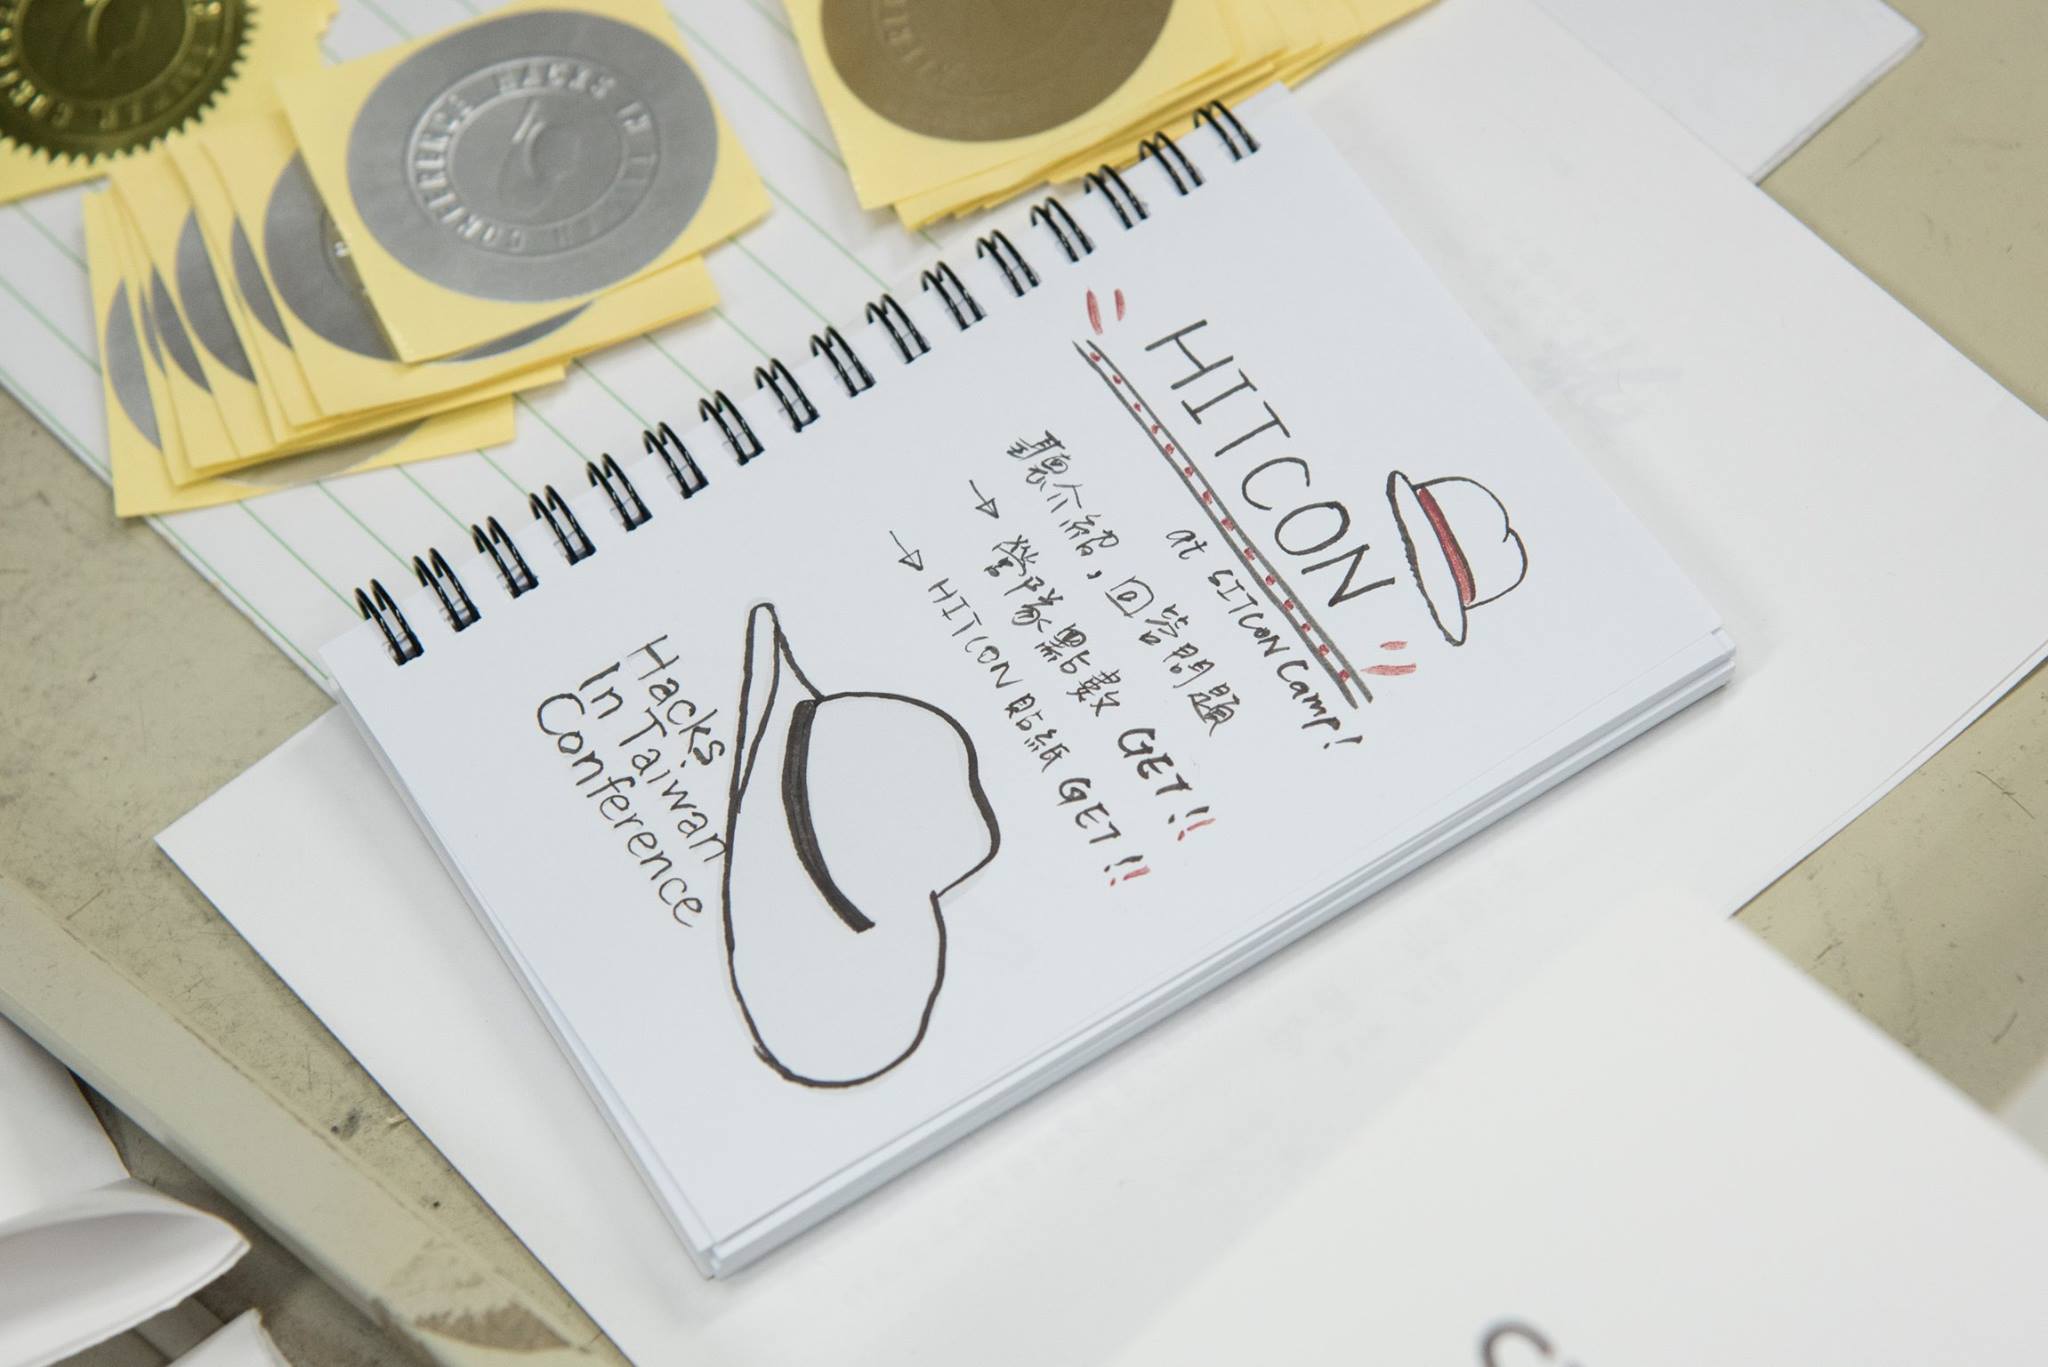 HITCON
at SITCON Camp!
聽介紹，回答問題
→ 營隊點數 GET!!
→ HITCON 貼紙 GET!!
Hacks
In Taiwan
Conference
HACKS IN TAIWAN CONFERENCE